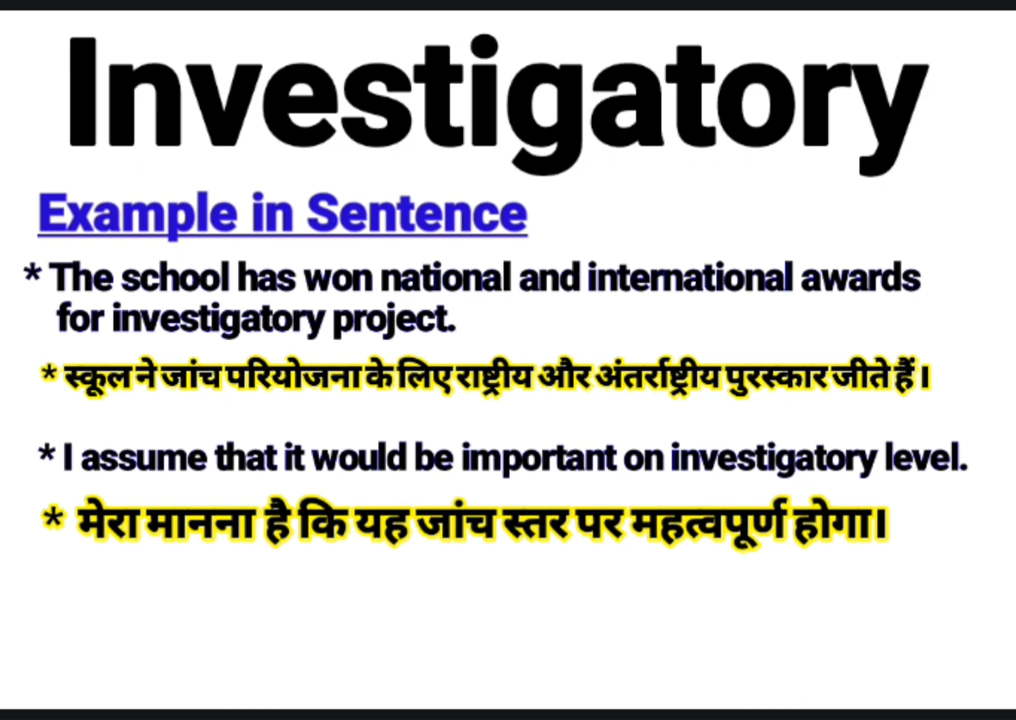 Investigatory
Example in Sentence
* The school has won national and international awards
for investigatory project.
* स्कूल ने जांच परियोजना के लिए राष्ट्रीय और अंतर्राष्ट्रीय पुरस्कार जीते हैं ।
* I assume that it would be important on investigatory level.
* मेरा मानना है कि यह जांच स्तर पर महत्वपूर्ण होगा।